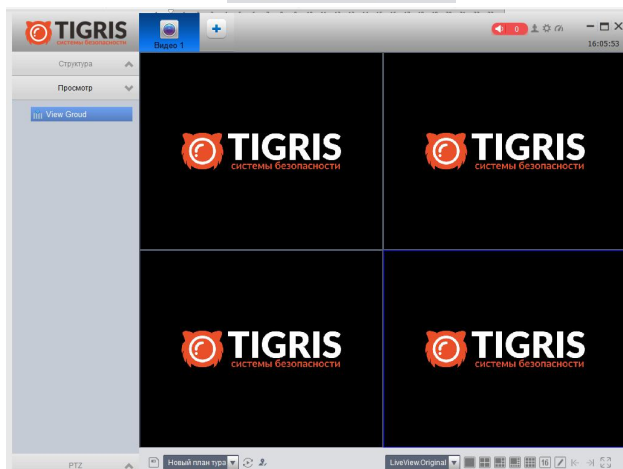 TIGRIS
системы безопасности
Видео 1
0
16:05:53
Структура
Просмотр
View Groud
TIGRIS
системы безопасности
TIGRIS
системы безопасности
TIGRIS
системы безопасности
TIGRIS
системы безопасности
PTZ
Новый план тура
LiveView.Original
16